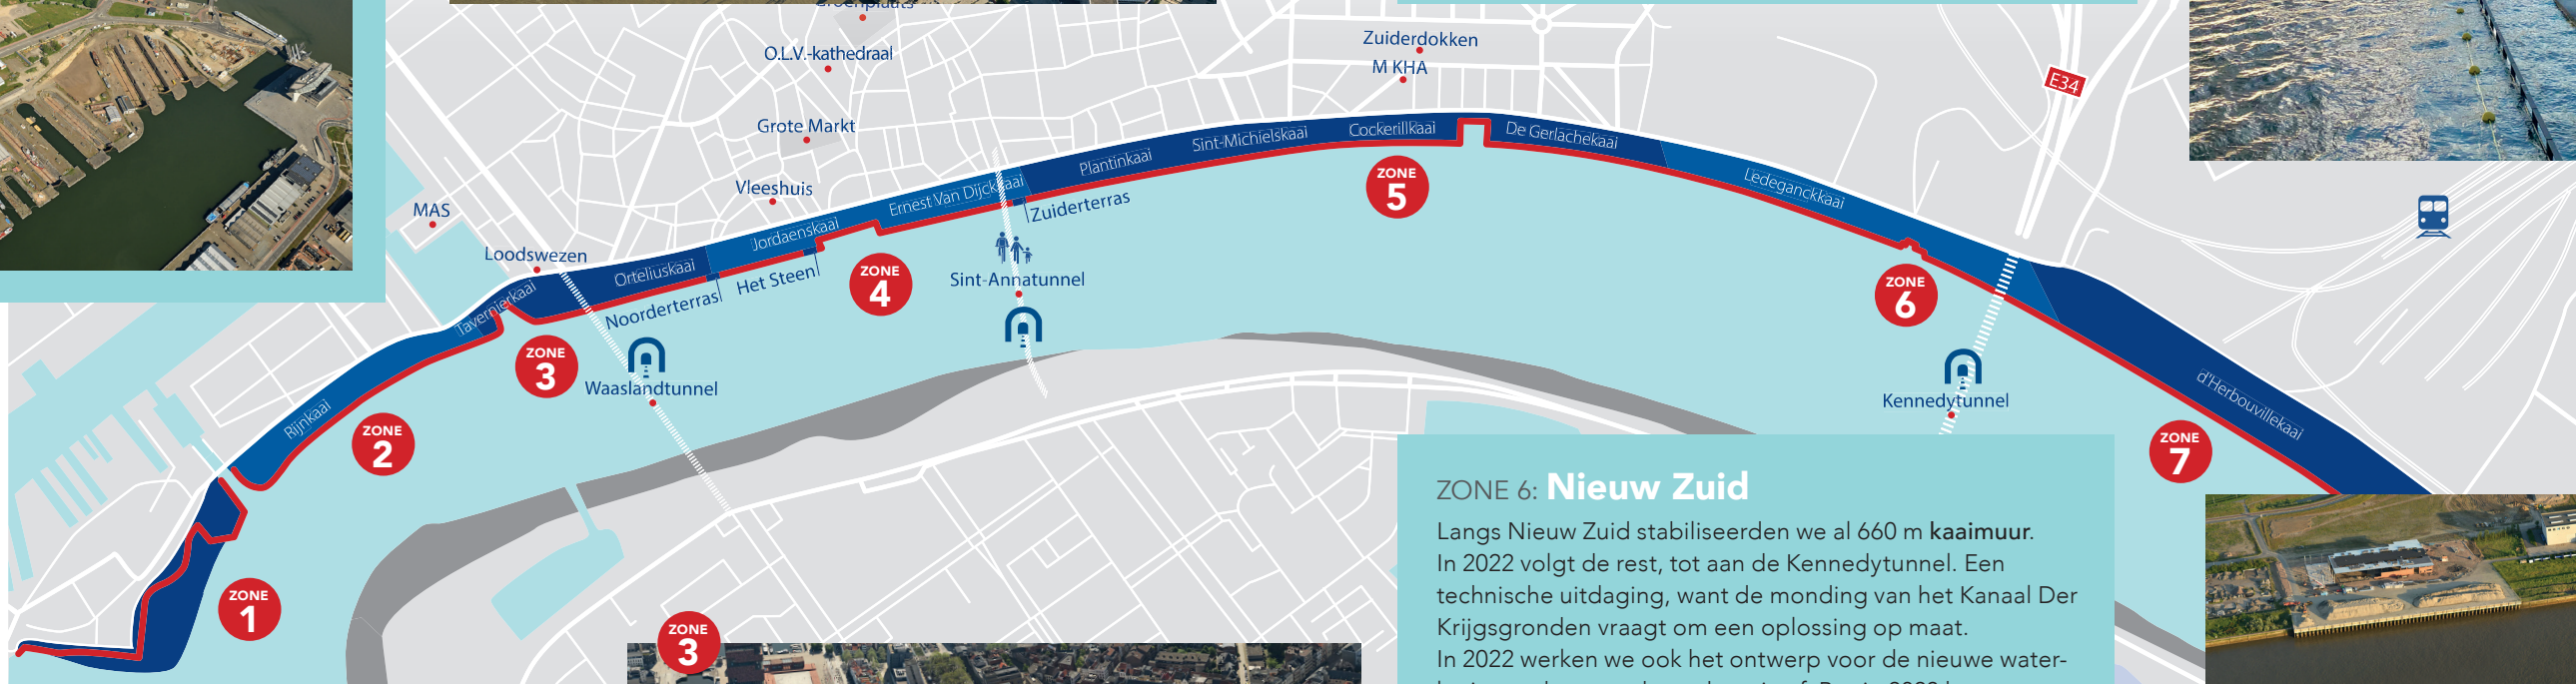 Groenplaats
O.L.V.-kathedraal
Grote Markt
Vleeshuis
Zuiderdokken
M KHA
E34
MAS
Loodswezen
Tavernierkaai
Rijnkaai
Orteliuskaai
Jordaenskaai
Ernest Van Dijckkaai
Plantinkaai
Sint-Michielskaai
Cockerillkaai
De Gerlachekaai
Ledeganckkaai
d'Herbouvillekaai
Noorderterras
Het Steen
Zuiderterras
Sint-Annatunnel
Waaslandtunnel
Kennedytunnel
ZONE
1
ZONE
2
ZONE
3
ZONE
4
ZONE
5
ZONE
6
ZONE
7
ZONE
3
ZONE 6: Nieuw Zuid
Langs Nieuw Zuid stabiliseerden we al 660 m kaaimuur.
In 2022 volgt de rest, tot aan de Kennedytunnel. Een
technische uitdaging, want de monding van het Kanaal Der
Krijgsgronden vraagt om een oplossing op maat.
In 2022 werken we ook het ontwerp voor de nieuwe water-